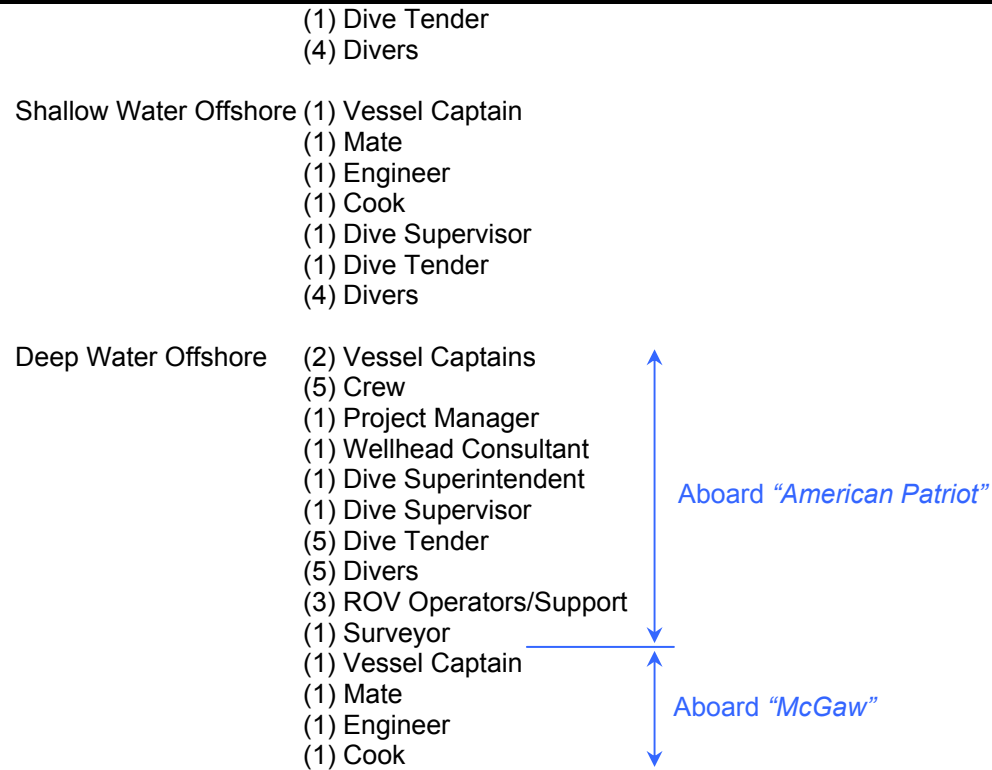 (1) Dive Tender
(4) Divers
Shallow Water Offshore (1) Vessel Captain
(1) Mate
(1) Engineer
(1) Cook
(1) Dive Supervisor
(1) Dive Tender
(4) Divers
Deep Water Offshore (2) Vessel Captains
(5) Crew
(1) Project Manager
(1) Wellhead Consultant
(1) Dive Superintendent
Aboard “American Patriot”
(1) Dive Supervisor
(5) Dive Tender
(5) Divers
(3) ROV Operators/Support
(1) Surveyor
(1) Vessel Captain
(1) Mate
Aboard “McGaw”
(1) Engineer
(1) Cook